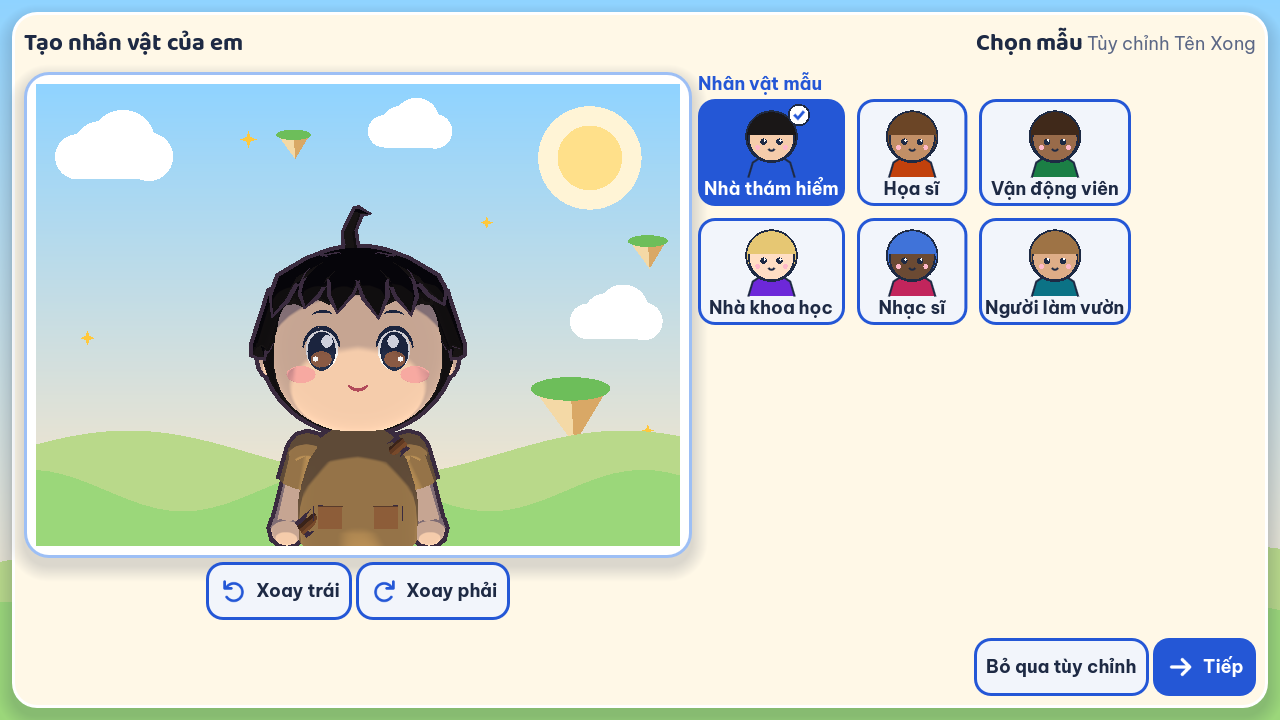 Tạo nhân vật của em
Chọn mẫu Tùy chỉnh Tên Xong
Nhân vật mẫu
Nhà thám hiểm
Họa sĩ
Vận động viên
Nhà khoa học
Nhạc sĩ
Người làm vườn
Xoay trái
Xoay phải
Bỏ qua tùy chỉnh
Tiếp